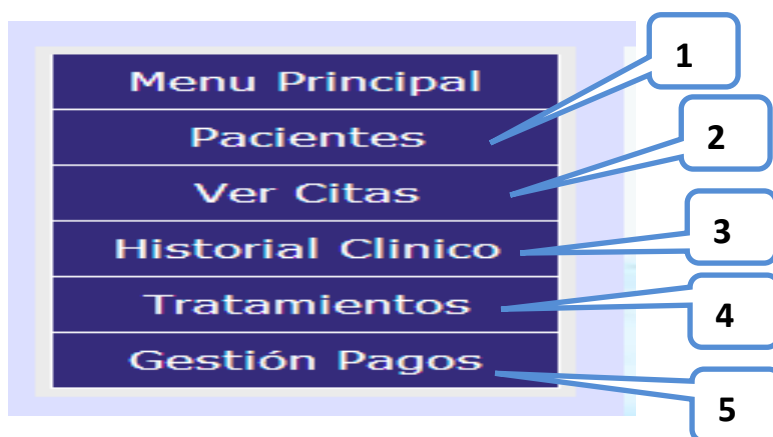 Menu Principal
1
Pacientes
2
Ver Citas
3
Historial Clinico
4
Tratamientos
5
Gestión Pagos